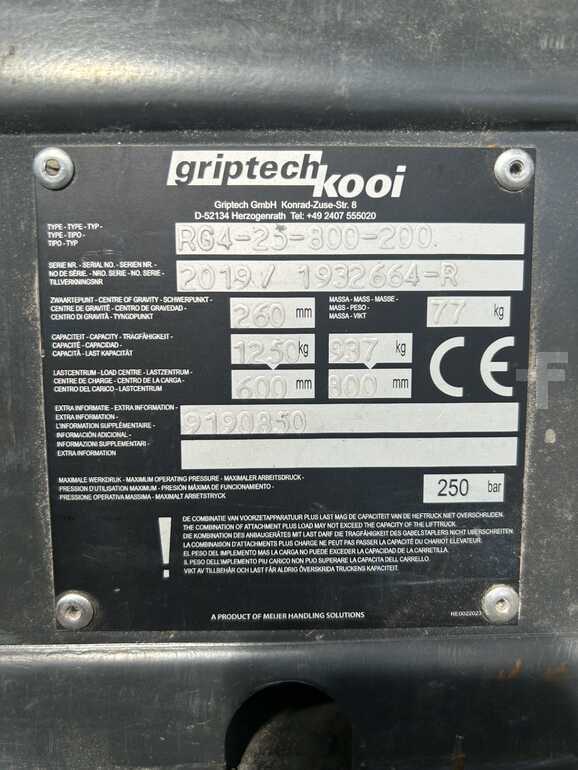 griptech kooi
Griptech GmbH Konrad-Zuse-Str. 8
D-52134 Herzogenrath Tel: +49 2407 555020
TYPE - TYPE - TYP -
TYPE - TIPO -
TIPO - TYP
RG4-25-800-200.
SERIE NR. - SERIAL NO. - SERIEN NR. -
NO DE SÉRIE - NRO. SERIE - NO. SERIE -
TILLVERKNINGSNR
2019 / 1932664-R
ZWAARTEPUNT - CENTRE OF GRAVITY - SCHWERPUNKT -
CENTRE DE GRAVITÉ - CENTRO DE GRAVEDAD -
CENTRO DI GRAVITÀ - TYNGDPUNKT
260 mm
MASSA - MASS - MASSE -
MASS - PESO -
MASSA - VIKT
77 kg
CAPACITEIT - CAPACITY - TRAGFÄHIGKEIT -
CAPACITÉ - CAPACIDAD -
CAPACITÀ - LAST KAPACITÄT
1250 kg
937 kg
LASTCENTRUM - LOAD CENTRE - LASTZENTRUM -
CENTRE DE CHARGE - CENTRO DE LA CARGA -
CENTRO DEL CARICO - LASTCENTRUM
600 mm
800 mm
CE
EXTRA INFORMATIE - EXTRA INFORMATION -
EXTRA INFORMATION -
L'INFORMATION SUPPLÉMENTAIRE -
INFORMACIÓN ADICIONAL -
INFORMAZIONI SUPPLEMENTARI -
EXTRA INFORMATION
9190850
MAXIMALE WERKDRUK - MAXIMUM OPERATING PRESSURE - MAXIMALER ARBEITSDRUCK -
PRESSION D'UTILISATION MAXIMUM - PRESIÓN MÁXIMA DE FUNCIONAMIENTO -
PRESSIONE OPERATIVA MASSIMA - MAXIMALT ARBETSTRYCK
250 bar
!
DE COMBINATIE VAN VOORZETAPPARATUUR PLUS LAST MAG DE CAPACITEIT VAN DE HEFTRUCK NIET OVERSCHRIJDEN.
THE COMBINATION OF ATTACHMENT PLUS LOAD MAY NOT EXCEED THE CAPACITY OF THE LIFTTRUCK.
DIE KOMBINATION DES ANBAUGERÄTES MIT LAST DARF DIE TRAGFÄHIGKEIT DES GABELSTAPLERS NICHT ÜBERSCHREITEN.
LA COMBINAISON D'ATTACHMENTS PLUS CHARGE NE PEUT PAS PASSER LA CAPACITÉ DU CHARIOT ELEVATEUR.
EL PESO DEL IMPLEMENTO MAS LA CARGA NO PUEDE EXCEDER LA CAPACIDAD DE LA CARRETILLA.
IL PESO DEL CARICO NON PUÓ SUPERARE LA CAPACITÀ DEL CARRELLO.
VIKT AV TILLBEHÖR OCH LAST FÅR ALDRIG ÖVERSKRIDA TRUCKENS KAPACITET.
A PRODUCT OF MEIJER HANDLING SOLUTIONS
HE0022023